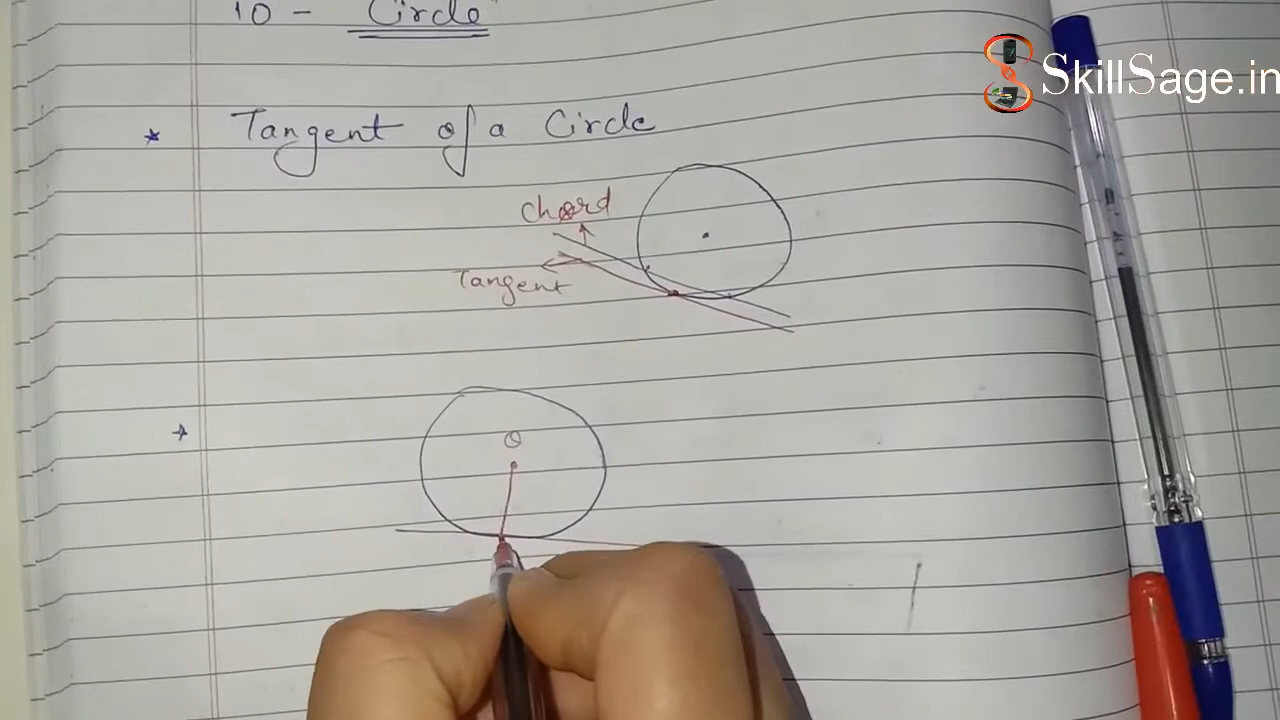 10 - Circle
SkillSage.in
* Tangent of a Circle
Chord
Tangent
O